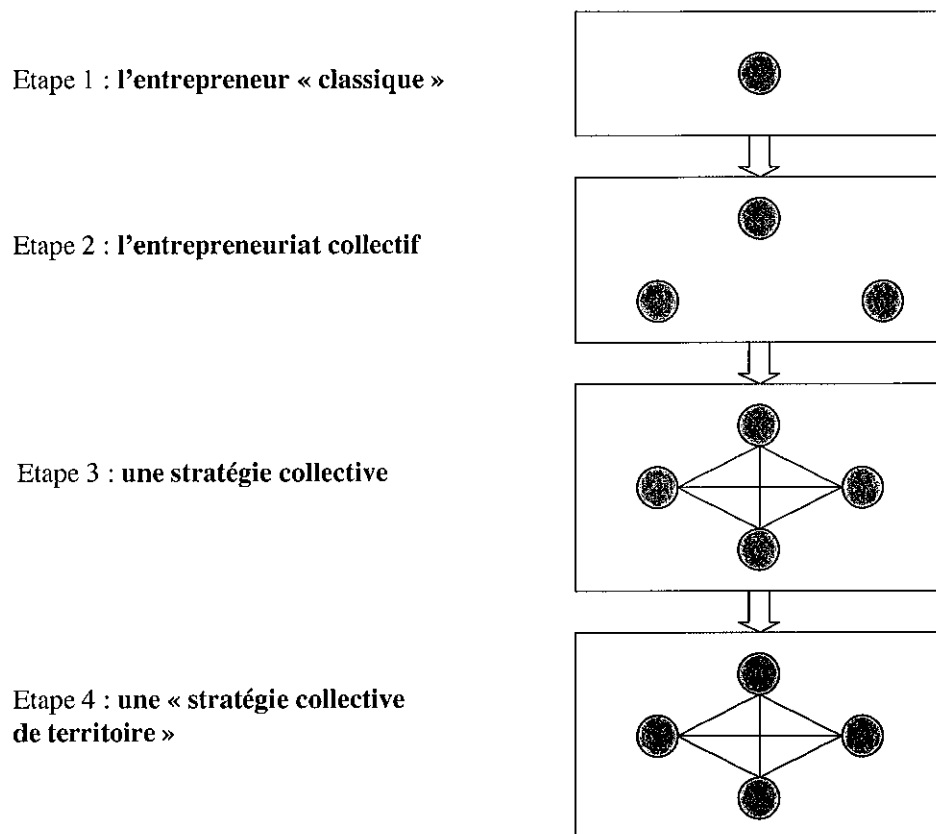 Etape 1 : l'entrepreneur « classique »
Etape 2 : l'entrepreneuriat collectif
Etape 3 : une stratégie collective
Etape 4 : une « stratégie collective
de territoire »